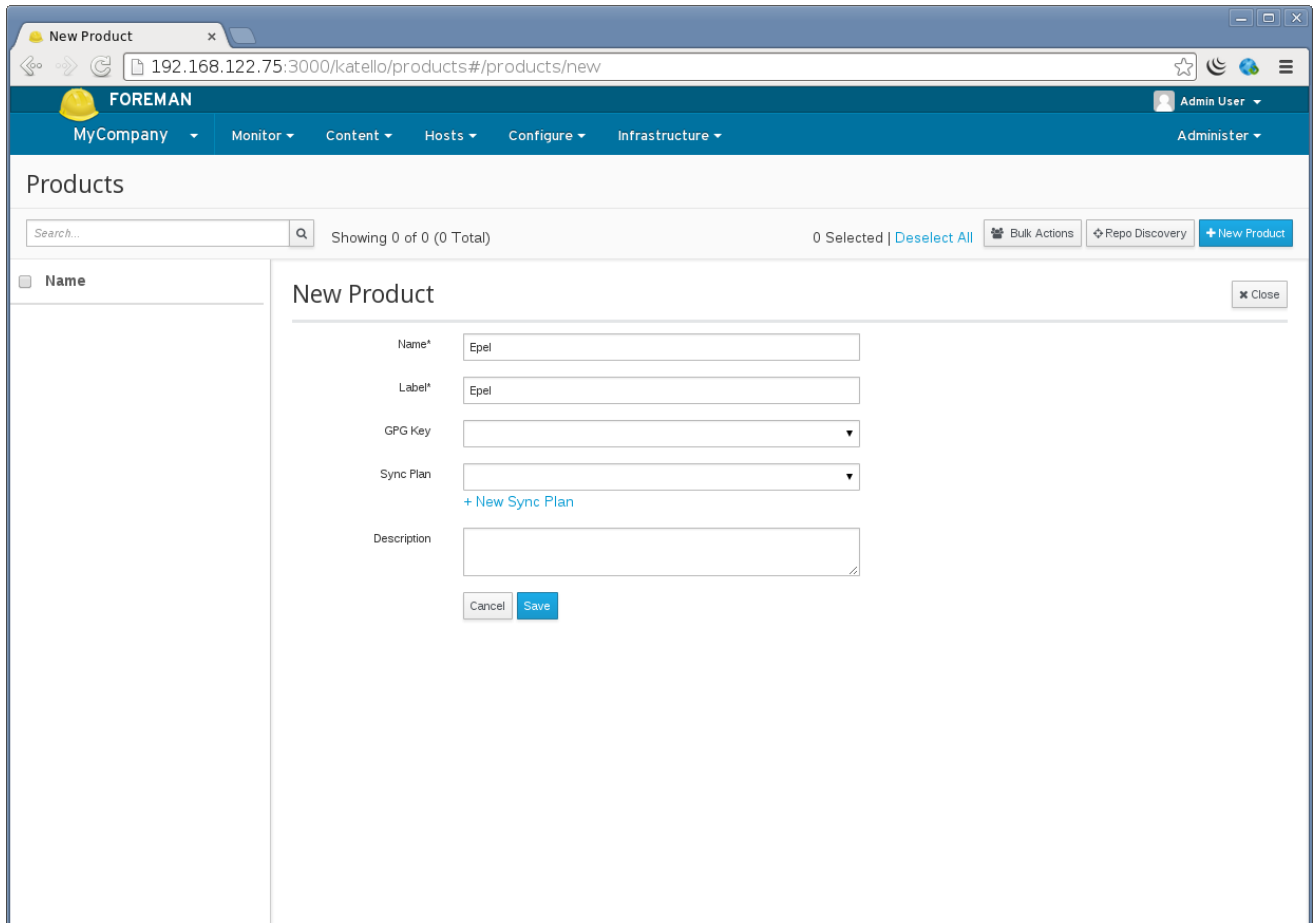 New Product
192.168.122.75:3000/katello/products#/products/new
FOREMAN
Admin User
MyCompany Monitor Content Hosts Configure Infrastructure Administer
Products
Search... Showing 0 of 0 (0 Total) 0 Selected | Deselect All Bulk Actions Repo Discovery + New Product
Name
New Product
Close
Name* Epel
Label* Epel
GPG Key
Sync Plan
+ New Sync Plan
Description
Cancel Save